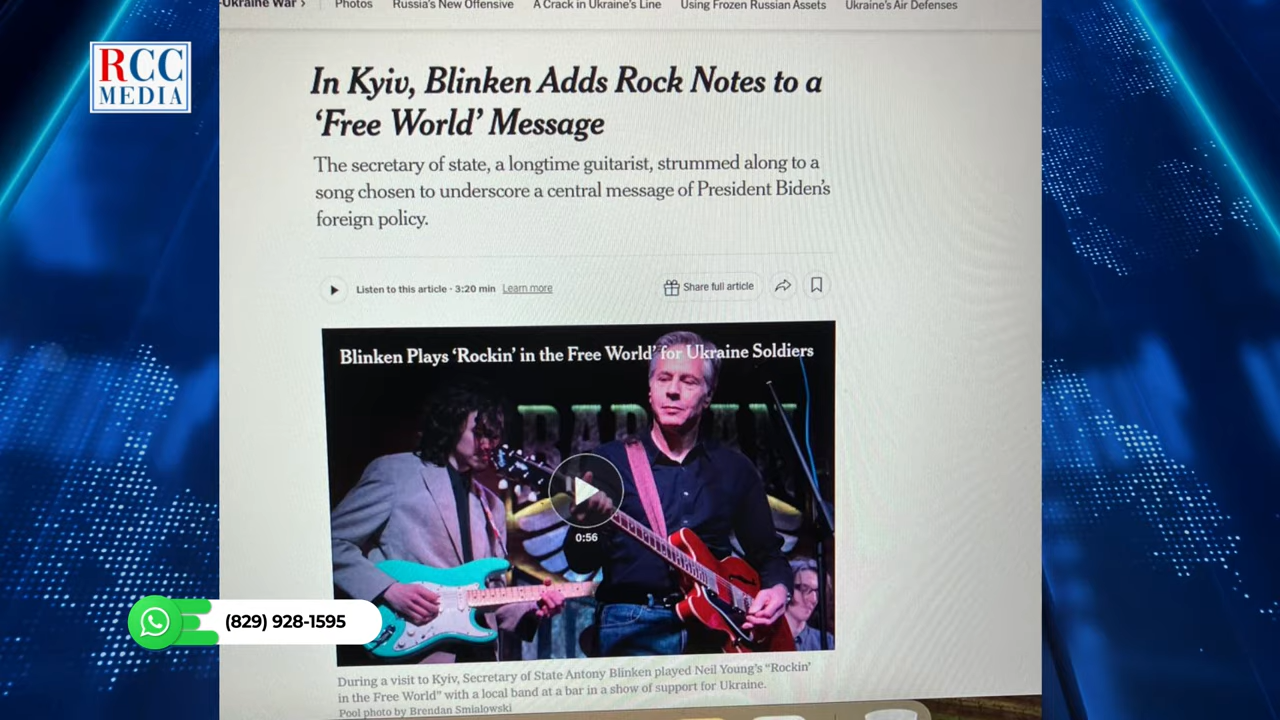 -Ukraine War > Photos Russia's New Offensive A Crack in Ukraine's Line Using Frozen Russian Assets Ukraine's Air Defenses
RCC
MEDIA
In Kyiv, Blinken Adds Rock Notes to a
‘Free World’ Message
The secretary of state, a longtime guitarist, strummed along to a
song chosen to underscore a central message of President Biden's
foreign policy.
Listen to this article · 3:20 min Learn more
Share full article
Blinken Plays ‘Rockin’ in the Free World’ for Ukraine Soldiers
0:56
(829) 928-1595
During a visit to Kyiv, Secretary of State Antony Blinken played Neil Young's “Rockin’
in the Free World” with a local band at a bar in a show of support for Ukraine.
Pool photo by Brendan Smialowski